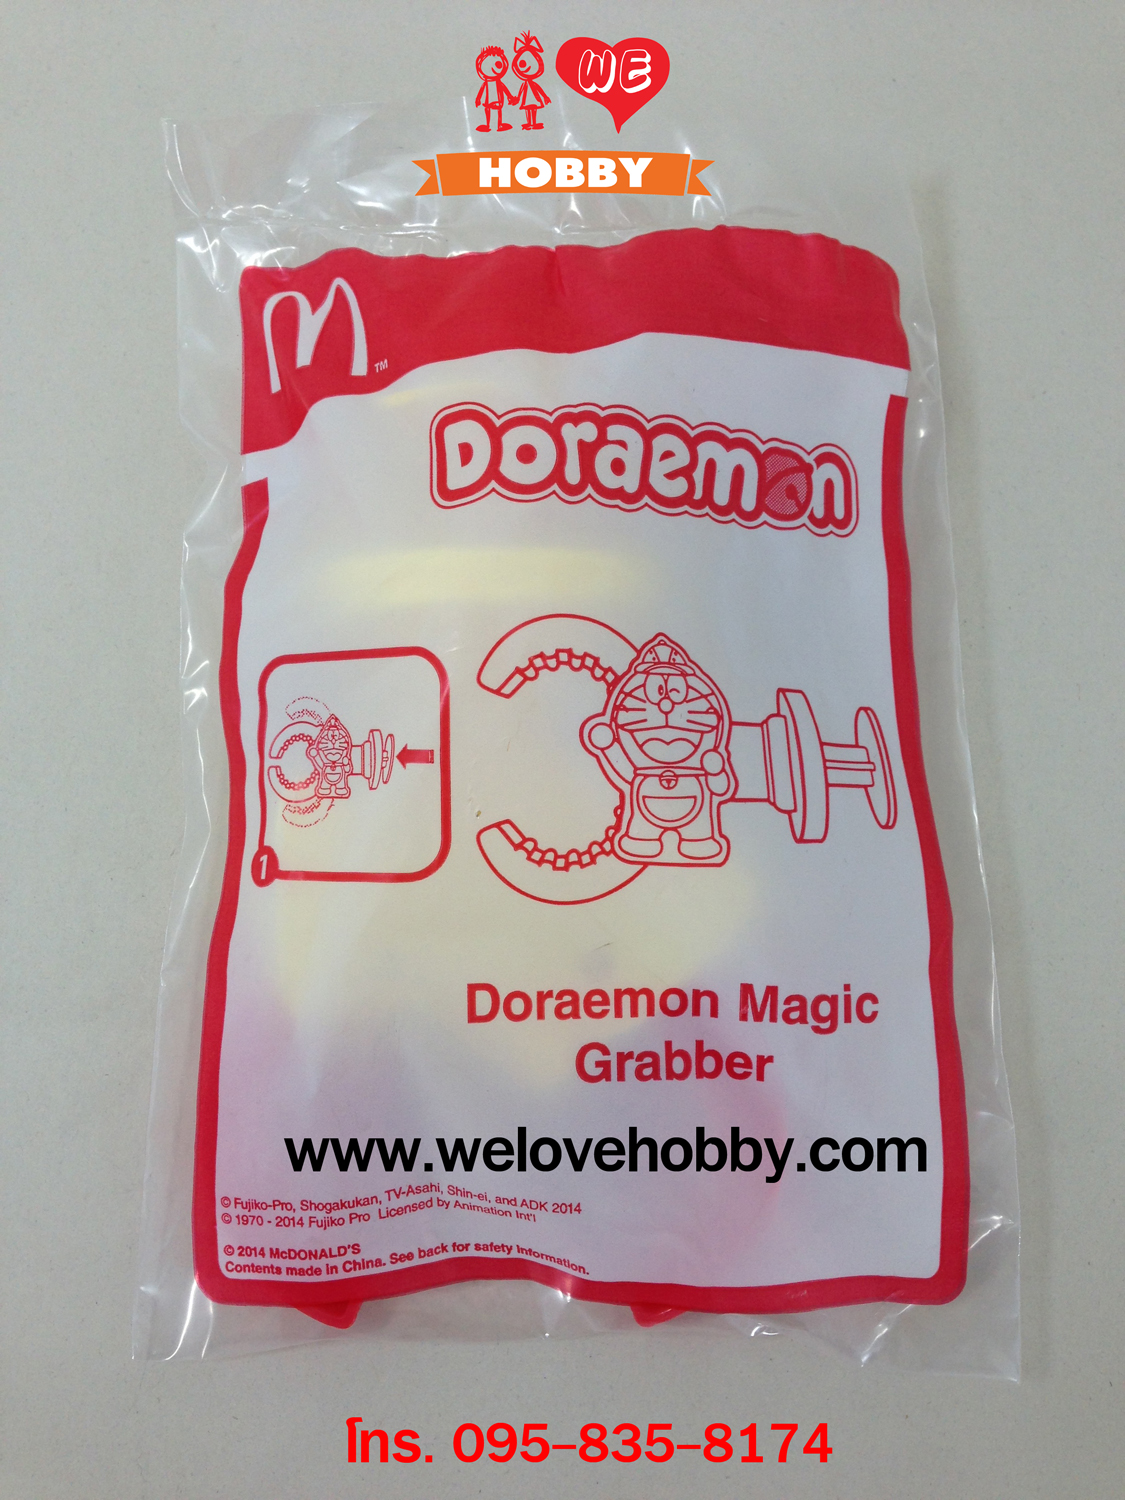 WE
HOBBY
M™
Doraemon
1
Doraemon Magic
Grabber
www.welovehobby.com
© Fujiko-Pro, Shogakukan, TV-Asahi, Shin-ei, and ADK 2014
© 1970 - 2014 Fujiko Pro Licensed by Animation Int'l
© 2014 McDONALD'S
Contents made in China. See back for safety information.
โทร. 095-835-8174